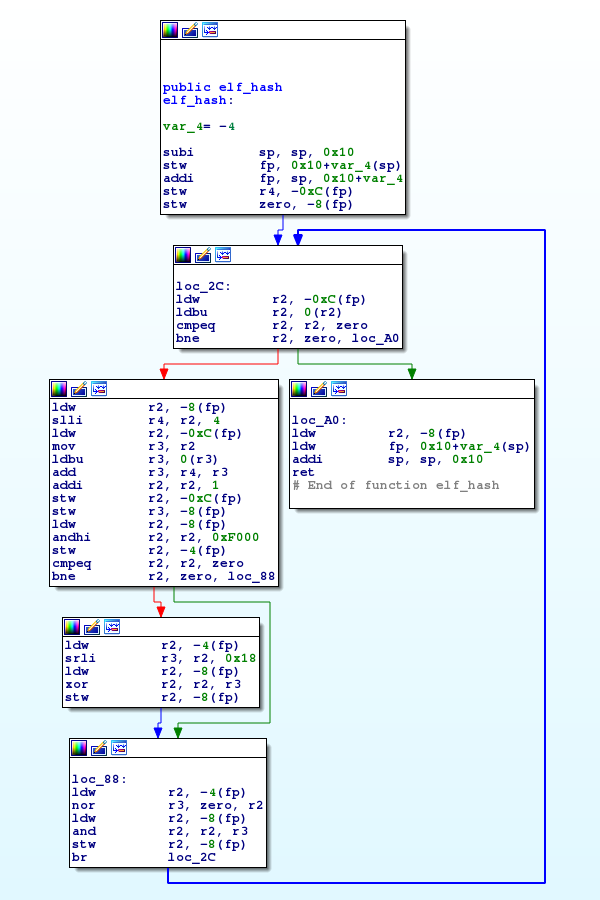 public elf_hash
elf_hash:
var_4= -4
subi sp, sp, 0x10
stw fp, 0x10+var_4(sp)
addi fp, sp, 0x10+var_4
stw r4, -0xC(fp)
stw zero, -8(fp)
loc_2C:
ldw r2, -0xC(fp)
ldbu r2, 0(r2)
cmpeq r2, r2, zero
bne r2, zero, loc_A0
ldw r2, -8(fp)
slli r4, r2, 4
ldw r2, -0xC(fp)
mov r3, r2
ldbu r3, 0(r3)
add r3, r4, r3
addi r2, r2, 1
stw r2, -0xC(fp)
stw r3, -8(fp)
ldw r2, -8(fp)
andhi r2, r2, 0xF000
stw r2, -4(fp)
cmpeq r2, r2, zero
bne r2, zero, loc_88
loc_A0:
ldw r2, -8(fp)
ldw fp, 0x10+var_4(sp)
addi sp, sp, 0x10
ret
# End of function elf_hash
ldw r2, -4(fp)
srli r3, r2, 0x18
ldw r2, -8(fp)
xor r2, r2, r3
stw r2, -8(fp)
loc_88:
ldw r2, -4(fp)
nor r3, zero, r2
ldw r2, -8(fp)
and r2, r2, r3
stw r2, -8(fp)
br loc_2C